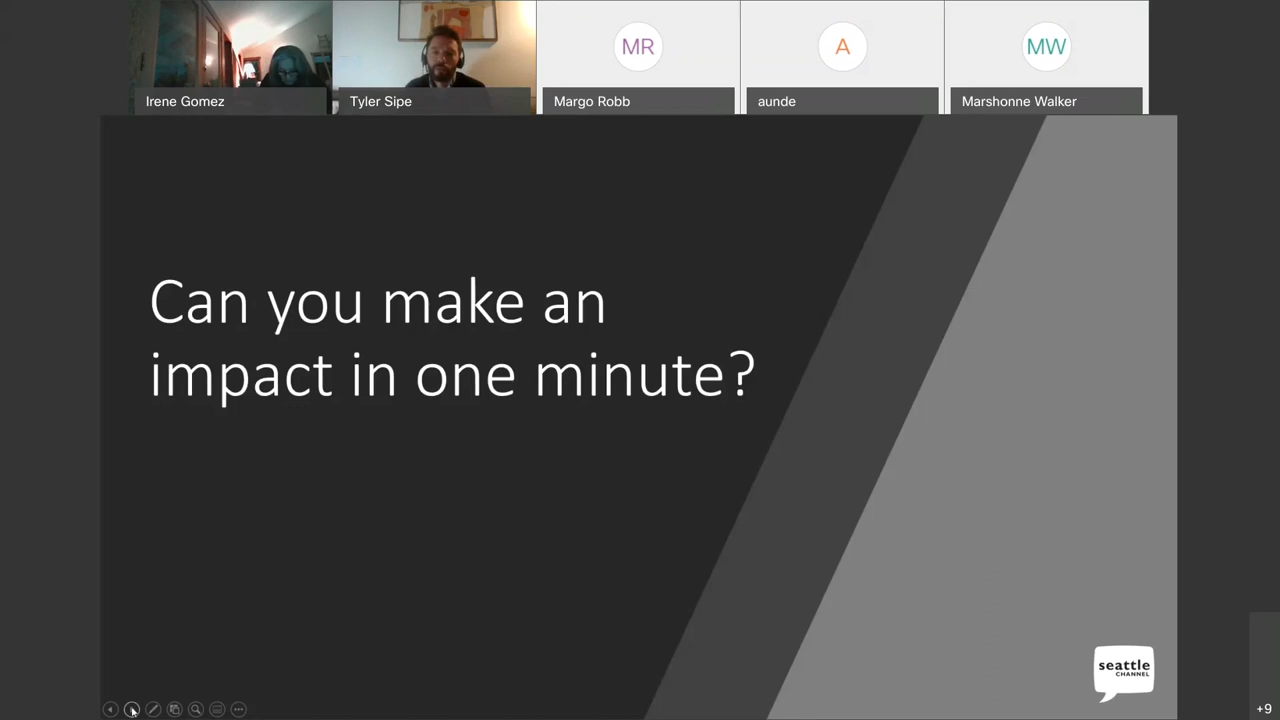 MR
A
MW
Irene Gomez
Tyler Sipe
Margo Robb
aunde
Marshonne Walker
Can you make an
impact in one minute?
seattle
CHANNEL
+9